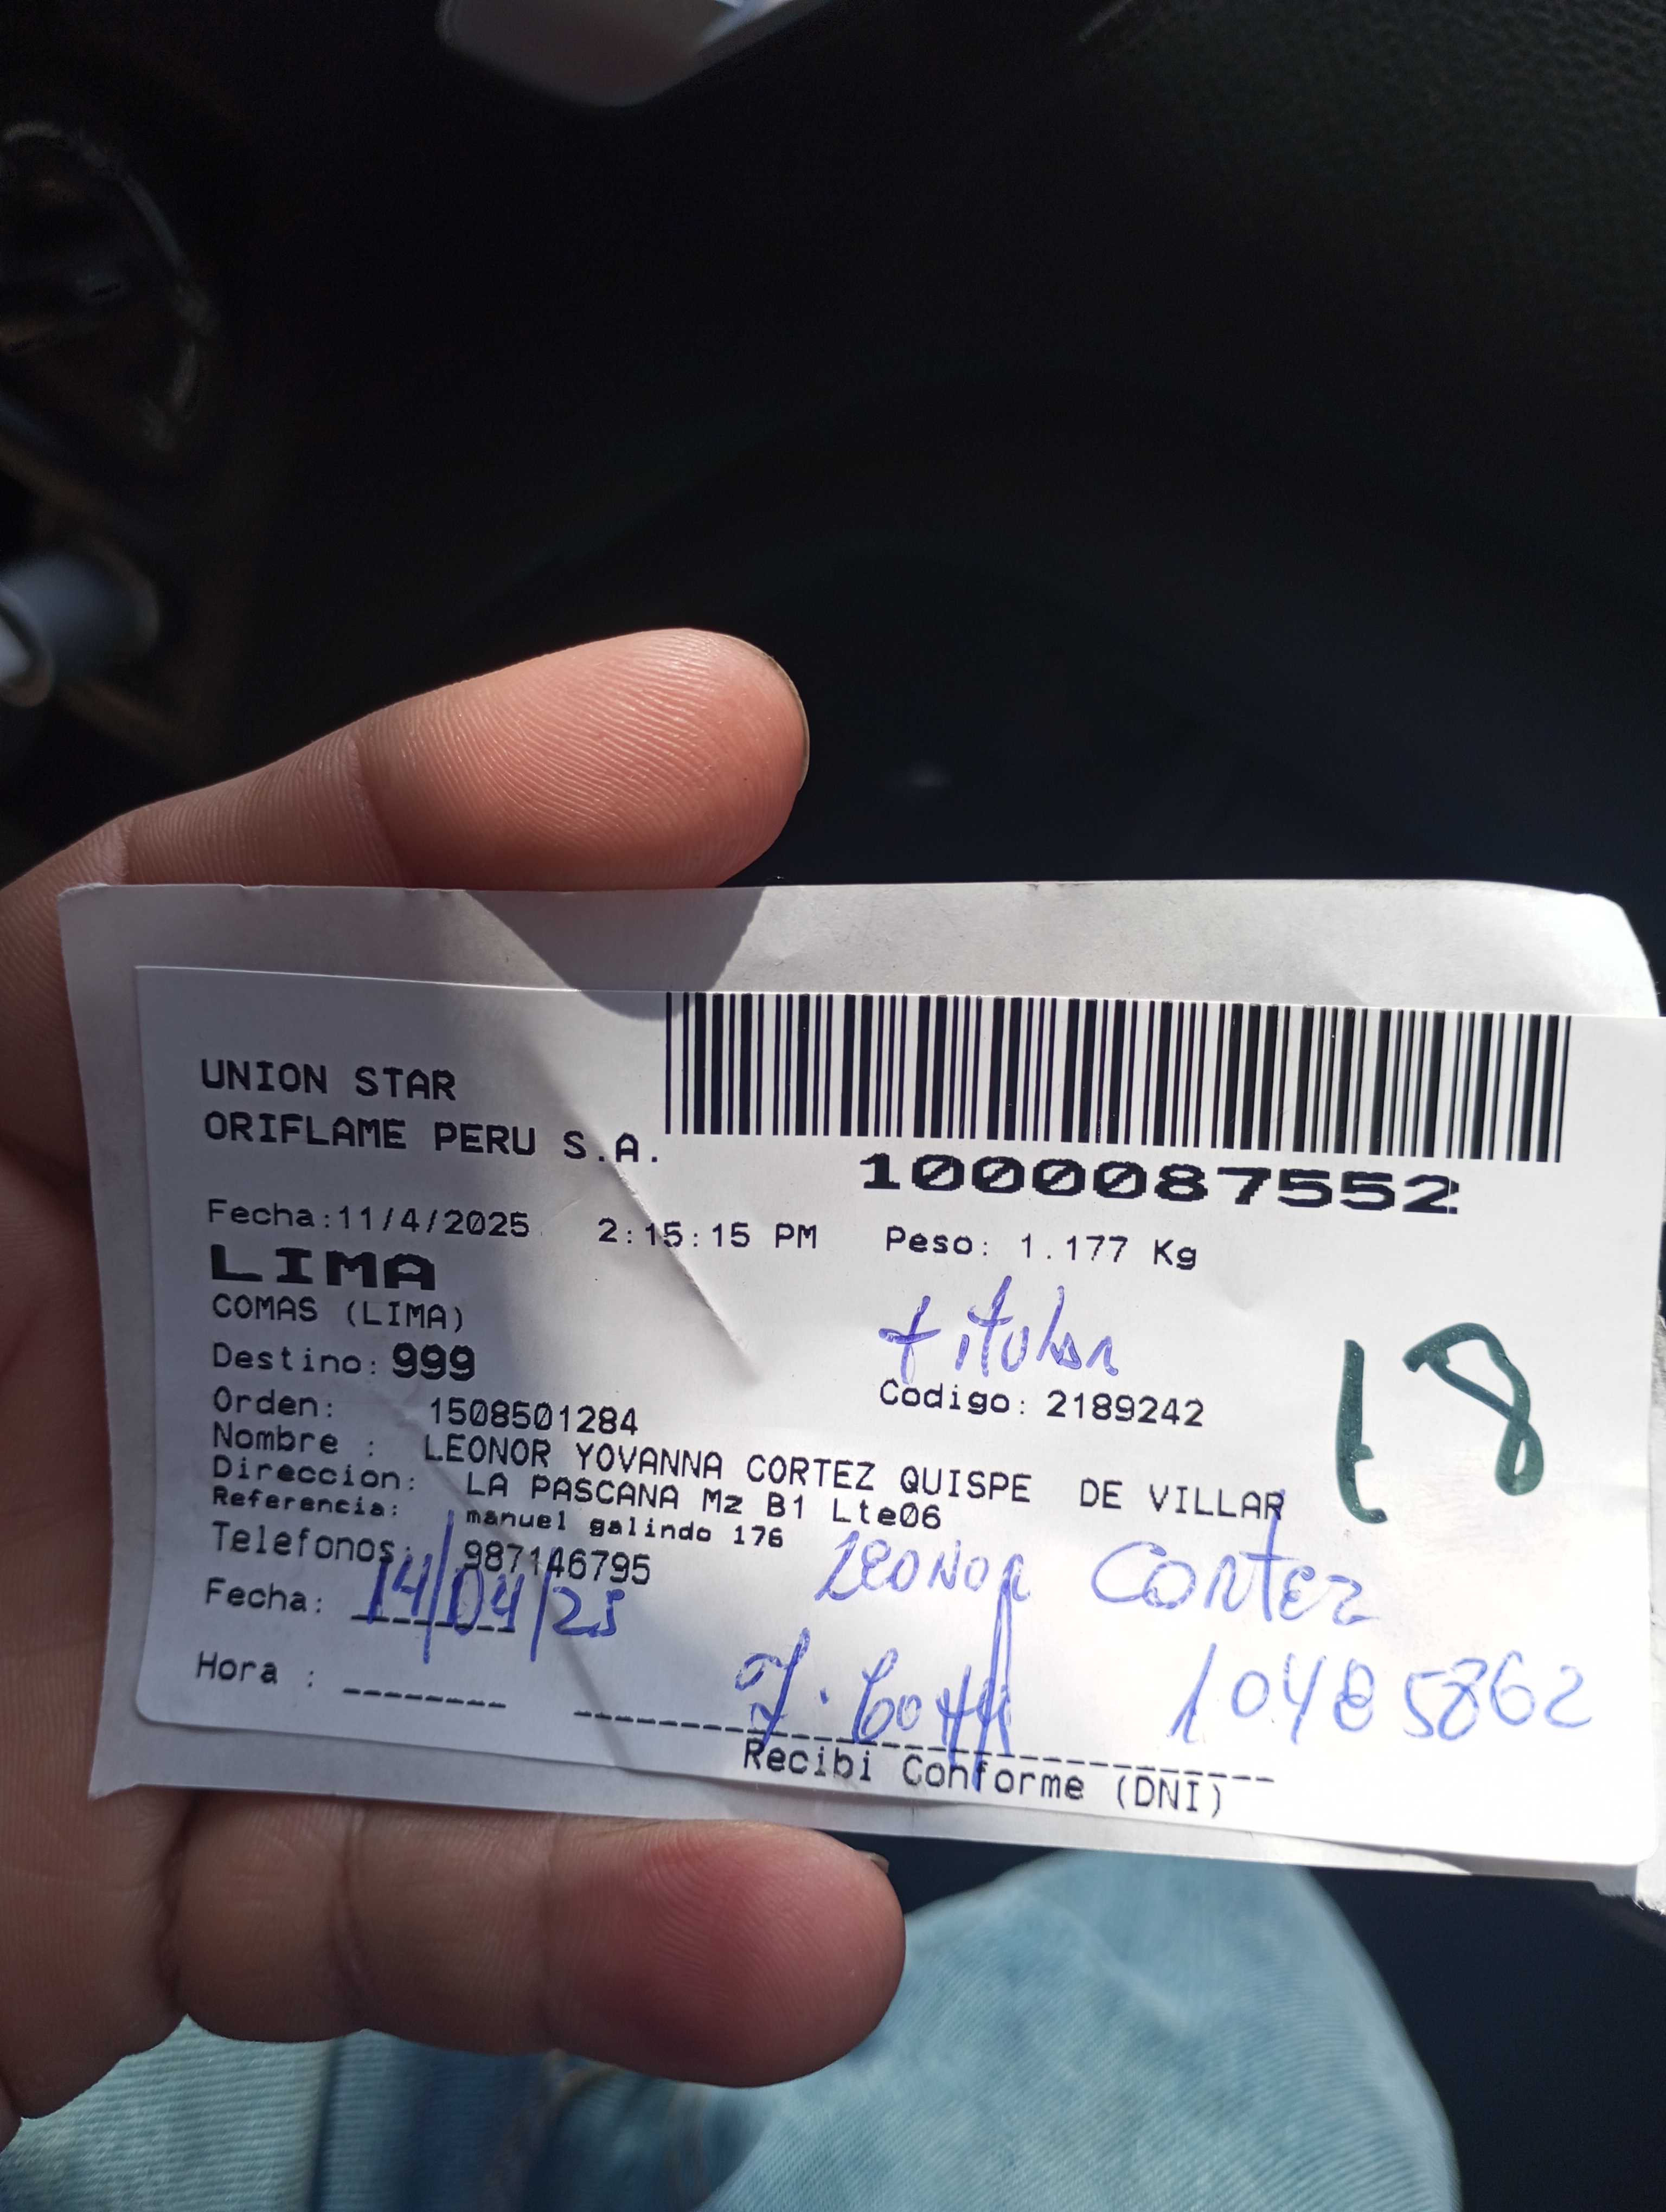 UNION STAR
ORIFLAME PERU S.A.
1000087552
Fecha:11/4/2025 2:15:15 PM Peso: 1.177 Kg
LIMA
COMAS (LIMA)
titular
Destino: 999
Codigo: 2189242
t8
Orden: 1508501284
Nombre : LEONOR YOVANNA CORTEZ QUISPE DE VILLAR
Direccion: LA PASCANA Mz B1 Lte06
Referencia: manuel galindo 176
Telefonos: 987146795
Leonor Cortez
Fecha: 14/04/25
10485862
Hora :
Recibi Conforme (DNI)